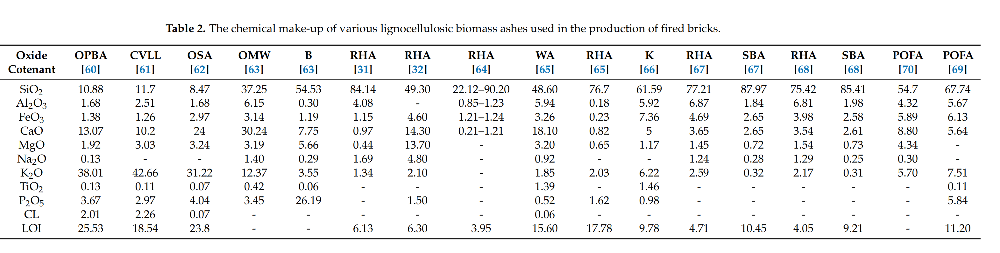 Table 2. The chemical make-up of various lignocellulosic biomass ashes used in the production of fired bricks.
Oxide OPBA CVLL OSA OMW B RHA RHA RHA WA RHA K RHA SBA RHA SBA POFA POFA
Cotenant [60] [61] [62] [63] [63] [31] [32] [64] [65] [65] [66] [67] [67] [68] [68] [70] [69]
SiO2 10.88 11.7 8.47 37.25 54.53 84.14 49.30 22.12–90.20 48.60 76.7 61.59 77.21 87.97 75.42 85.41 54.7 67.74
Al2O3 1.68 2.51 1.68 6.15 0.30 4.08 - 0.85–1.23 5.94 0.18 5.92 6.87 1.84 6.81 1.98 4.32 5.67
FeO3 1.38 1.26 2.97 3.14 1.19 1.15 4.60 1.21–1.24 3.26 0.23 7.36 4.69 2.65 3.98 2.58 5.89 6.13
CaO 13.07 10.2 24 30.24 7.75 0.97 14.30 0.21–1.21 18.10 0.82 5 3.65 2.65 3.54 2.61 8.80 5.64
MgO 1.92 3.03 3.24 3.19 5.66 0.44 13.70 - 3.20 0.65 1.17 1.45 0.72 1.54 0.73 4.34 -
Na2O 0.13 - - 1.40 0.29 1.69 4.80 - 0.92 - - 1.24 0.28 1.29 0.25 0.30 -
K2O 38.01 42.66 31.22 12.37 3.55 1.34 2.10 - 1.85 2.03 6.22 2.59 0.32 2.17 0.31 5.70 7.51
TiO2 0.13 0.11 0.07 0.42 0.06 - - - 1.39 - 1.46 - - - - - 0.11
P2O5 3.67 2.97 4.04 3.45 26.19 - 1.50 - 0.52 1.62 0.98 - - - - - 5.84
CL 2.01 2.26 0.07 - - - - - 0.06 - - - - - - - -
LOI 25.53 18.54 23.8 - - 6.13 6.30 3.95 15.60 17.78 9.78 4.71 10.45 4.05 9.21 - 11.20